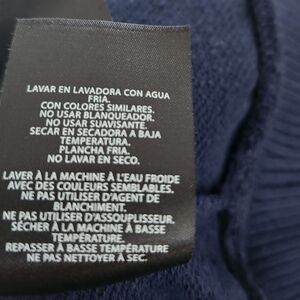 LAVAR EN LAVADORA CON AGUA
FRIA.
CON COLORES SIMILARES.
NO USAR BLANQUEADOR.
NO USAR SUAVISANTE.
SECAR EN SECADORA A BAJA
TEMPERATURA.
PLANCHA FRIA.
NO LAVAR EN SECO.
LAVER À LA MACHINE À L'EAU FROIDE
AVEC DES COULEURS SEMBLABLES.
NE PAS UTILISER D'AGENT DE
BLANCHIMENT.
NE PAS UTILISER D'ASSOUPLISSEUR.
SÉCHER À LA MACHINE À BASSE
TEMPÉRATURE.
REPASSER À BASSE TEMPÉRATURE
NE PAS NETTOYER À SEC.